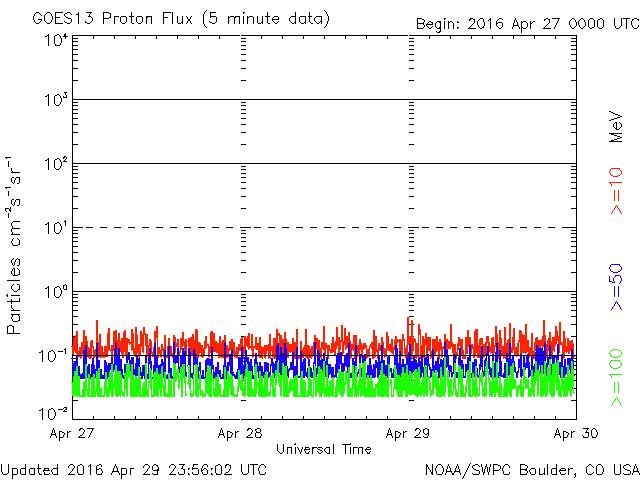 GOES13 Proton Flux (5 minute data)
Begin: 2016 Apr 27 0000 UTC
10⁴
10³
10²
10¹
10⁰
10⁻¹
10⁻²
Particles cm⁻²s⁻¹sr⁻¹
MeV
>=10
>=50
>=100
Apr 27
Apr 28
Apr 29
Apr 30
Universal Time
Updated 2016 Apr 29 23:56:02 UTC
NOAA/SWPC Boulder, CO USA